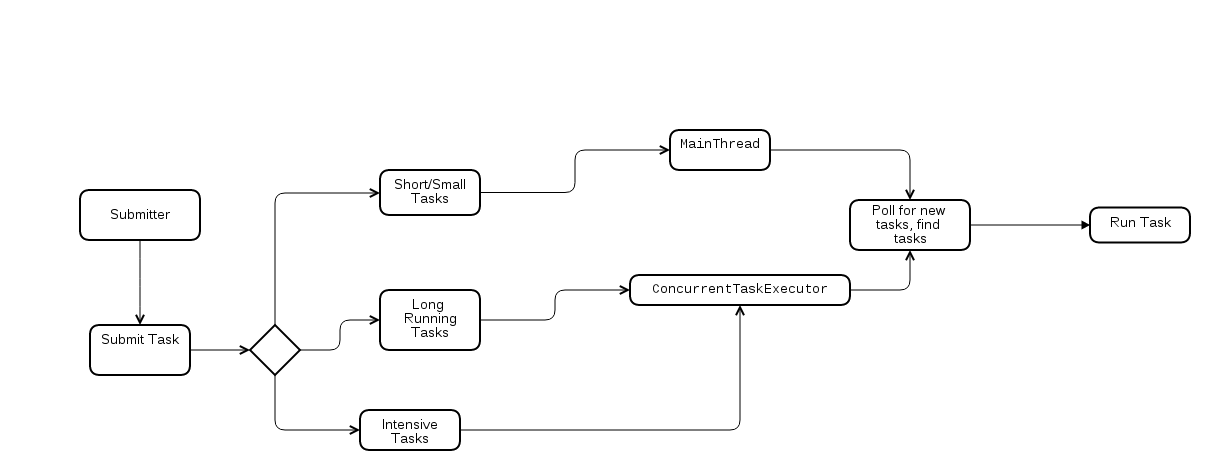 Submitter
Submit Task
Short/Small
Tasks
Long
Running
Tasks
Intensive
Tasks
MainThread
ConcurrentTaskExecutor
Poll for new
tasks, find
tasks
Run Task